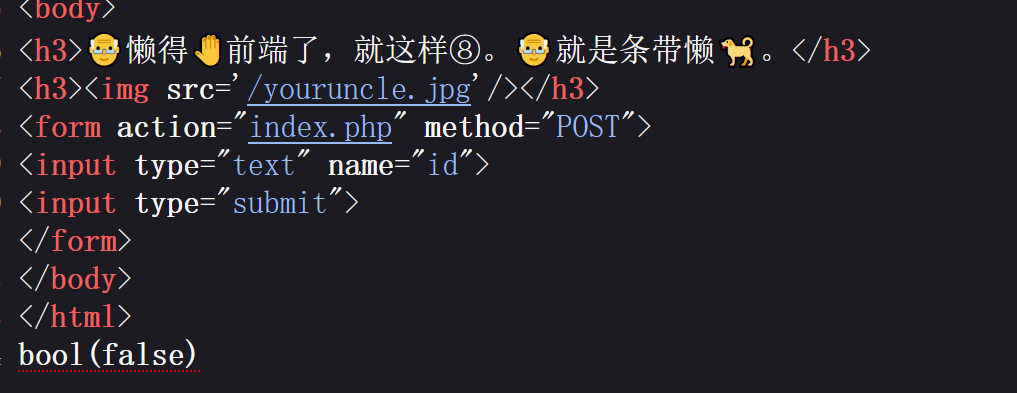 <body>
<h3>👴懒得🤚前端了，就这样⑧。👴就是条带懒🐕。</h3>
<h3><img src='/youruncle.jpg'/></h3>
<form action="index.php" method="POST">
<input type="text" name="id">
<input type="submit">
</form>
</body>
</html>
bool(false)